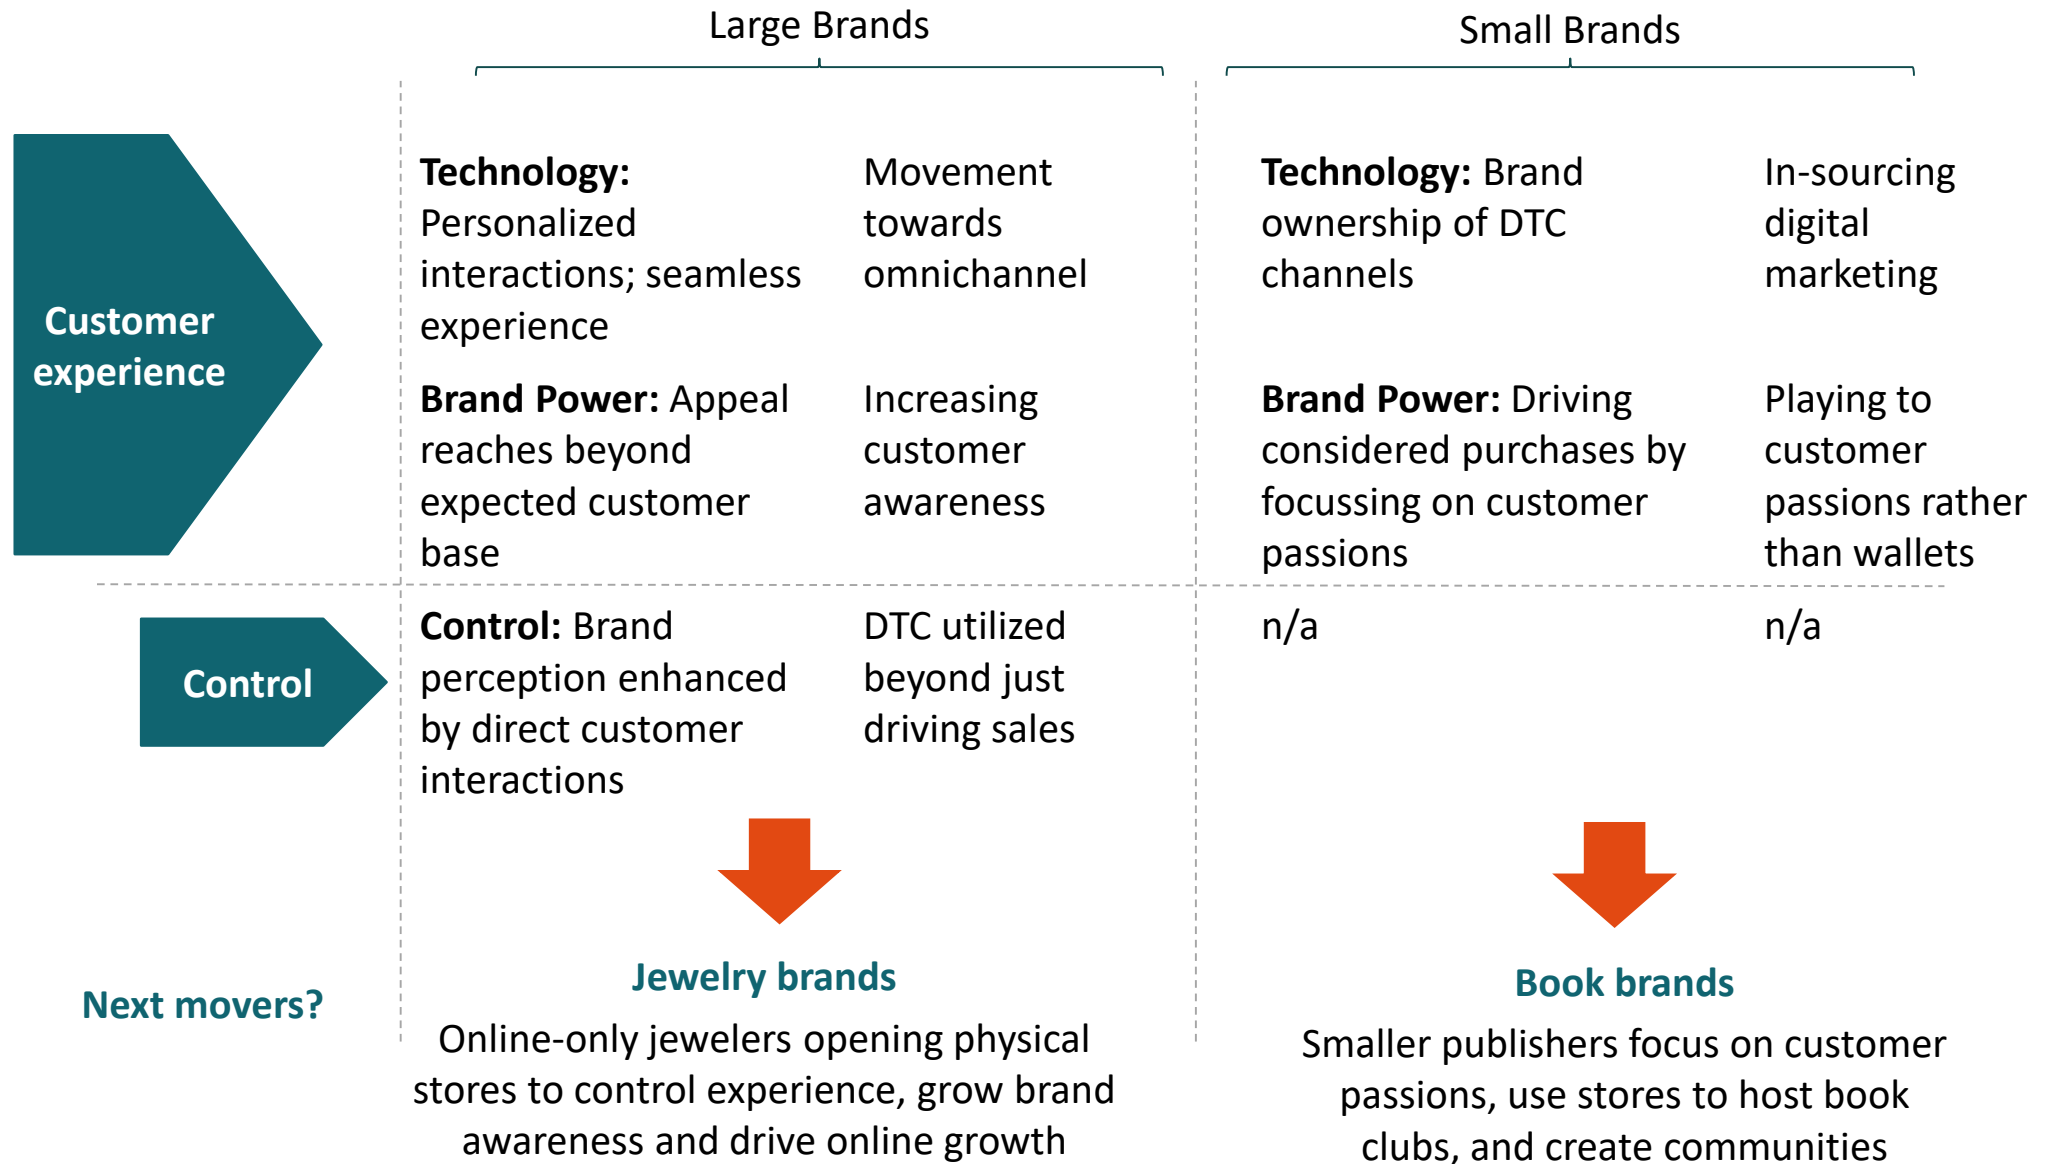 Large Brands
Small Brands
Customer
experience
Technology:
Personalized
interactions; seamless
experience
Movement
towards
omnichannel
Technology: Brand
ownership of DTC
channels
In-sourcing
digital
marketing
Brand Power: Appeal
reaches beyond
expected customer
base
Increasing
customer
awareness
Brand Power: Driving
considered purchases by
focussing on customer
passions
Playing to
customer
passions rather
than wallets
Control
Control: Brand
perception enhanced
by direct customer
interactions
DTC utilized
beyond just
driving sales
n/a
n/a
Next movers?
Jewelry brands
Online-only jewelers opening physical
stores to control experience, grow brand
awareness and drive online growth
Book brands
Smaller publishers focus on customer
passions, use stores to host book
clubs, and create communities